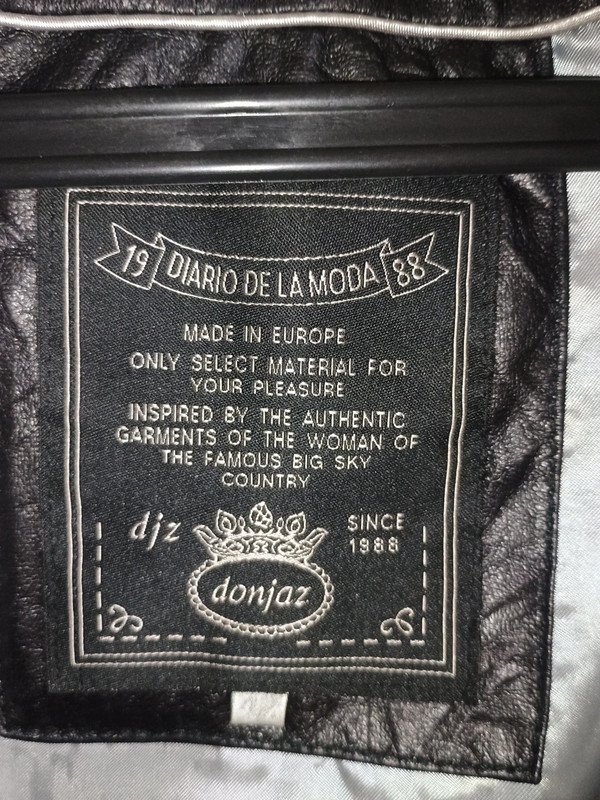 19 DIARIO DE LA MODA 88
MADE IN EUROPE
ONLY SELECT MATERIAL FOR
YOUR PLEASURE
INSPIRED BY THE AUTHENTIC
GARMENTS OF THE WOMAN OF
THE FAMOUS BIG SKY
COUNTRY
djz
SINCE
1988
donjaz